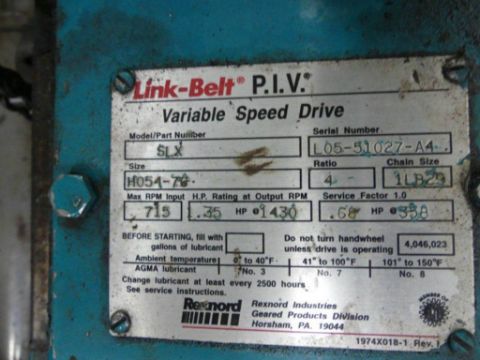 Link-Belt® P.I.V.®
Variable Speed Drive
Model/Part Number Serial Number
SLX L05-51027-A4
Size Ratio Chain Size
4
Max RPM Input H.P. Rating at Output RPM Service Factor 1.0
715 .35 HP @ 1430 .68 HP @ 358
BEFORE STARTING, fill with gallons of lubricant
Do not turn handwheel unless drive is operating 4,046,023
Ambient temperature 0° to 40°F 41° to 100°F 101° to 150°F
AGMA lubricant No. 3 No. 7 No. 8
Change lubricant at least every 2500 hours
See service instructions.
Rexnord Rexnord Industries
Geared Products Division
Horsham, PA. 19044
MEMBER OF
1974X018-1 Rev. 1